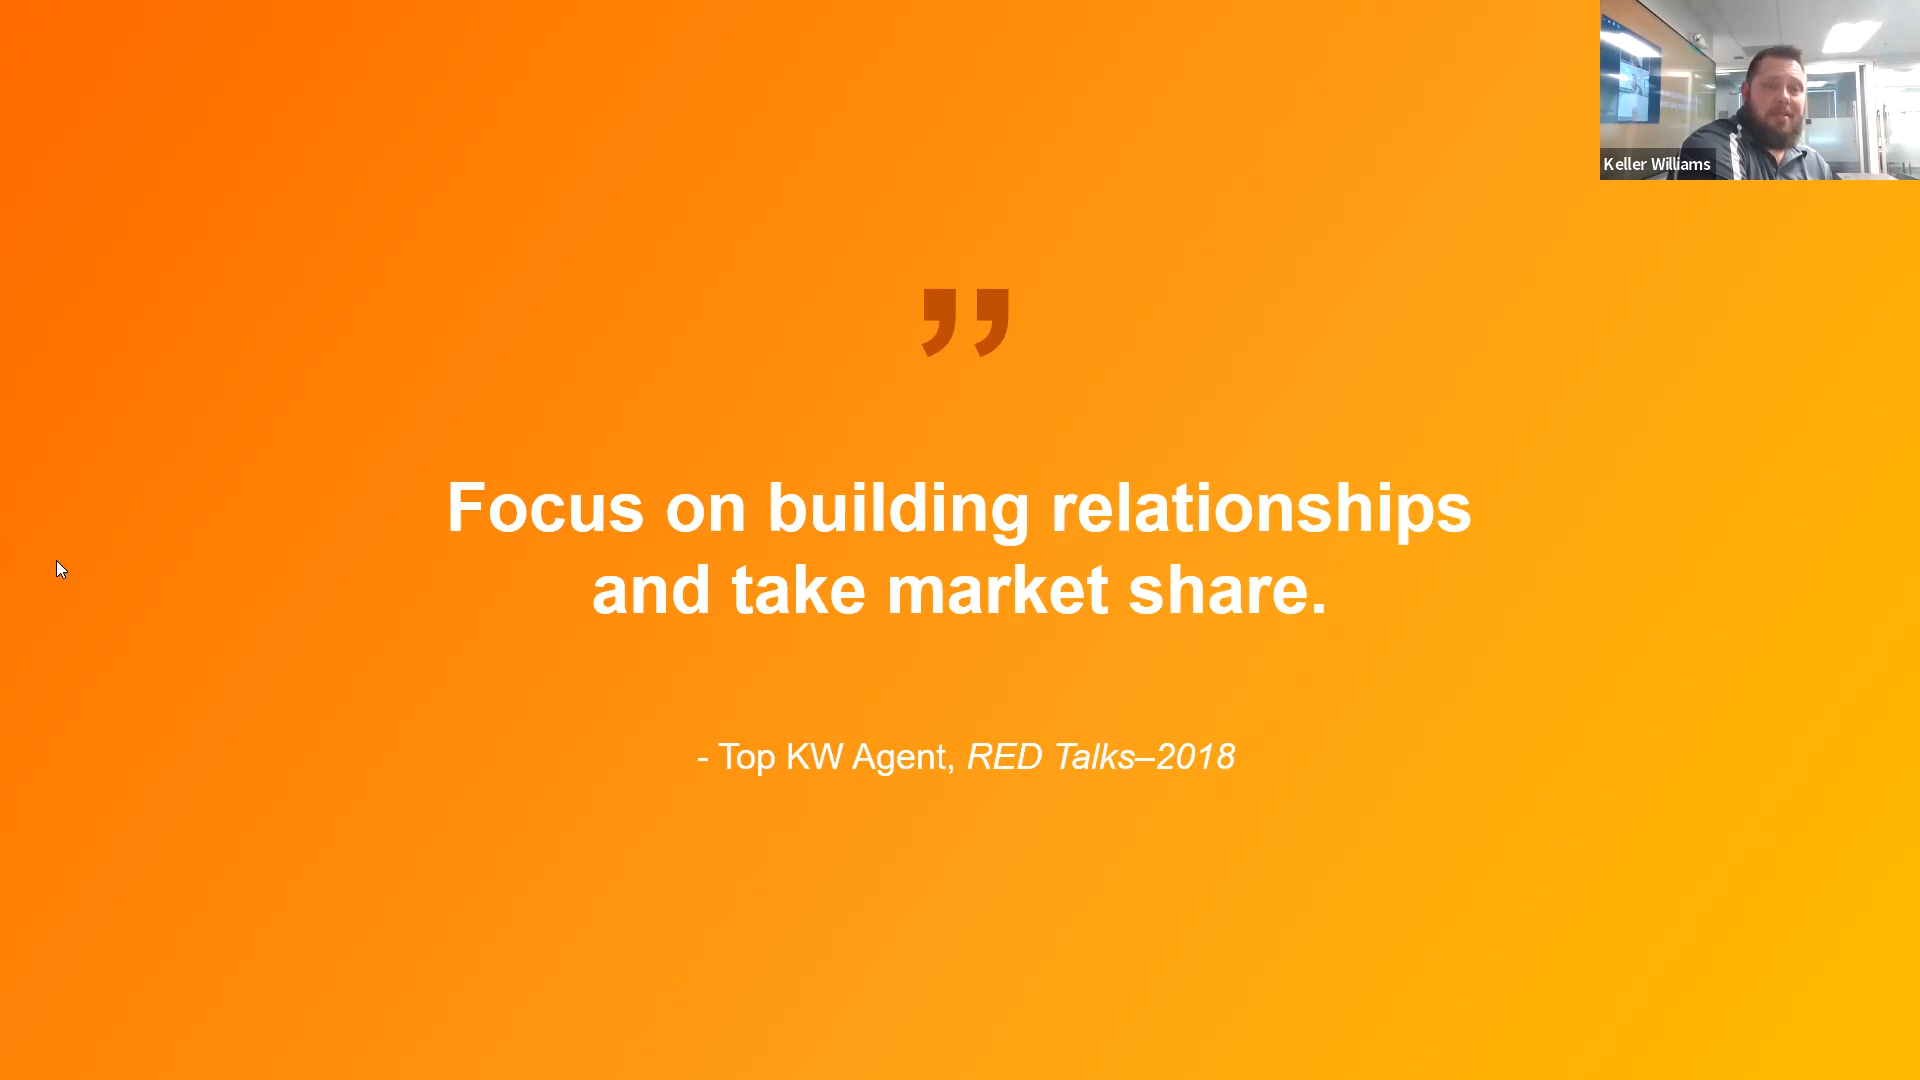 Keller Williams
”
Focus on building relationships
and take market share.
- Top KW Agent, RED Talks–2018